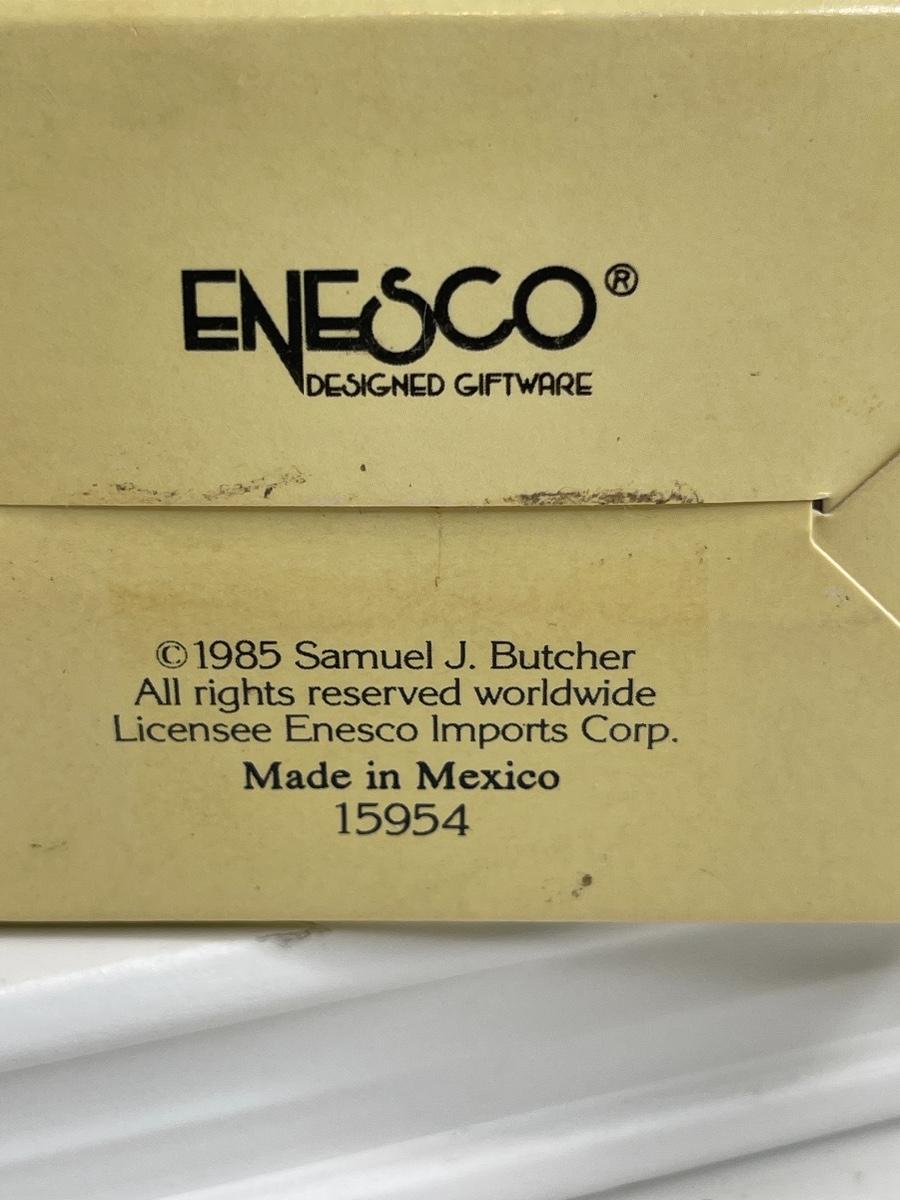 ENESCO®
DESIGNED GIFTWARE
©1985 Samuel J. Butcher
All rights reserved worldwide
Licensee Enesco Imports Corp.
Made in Mexico
15954